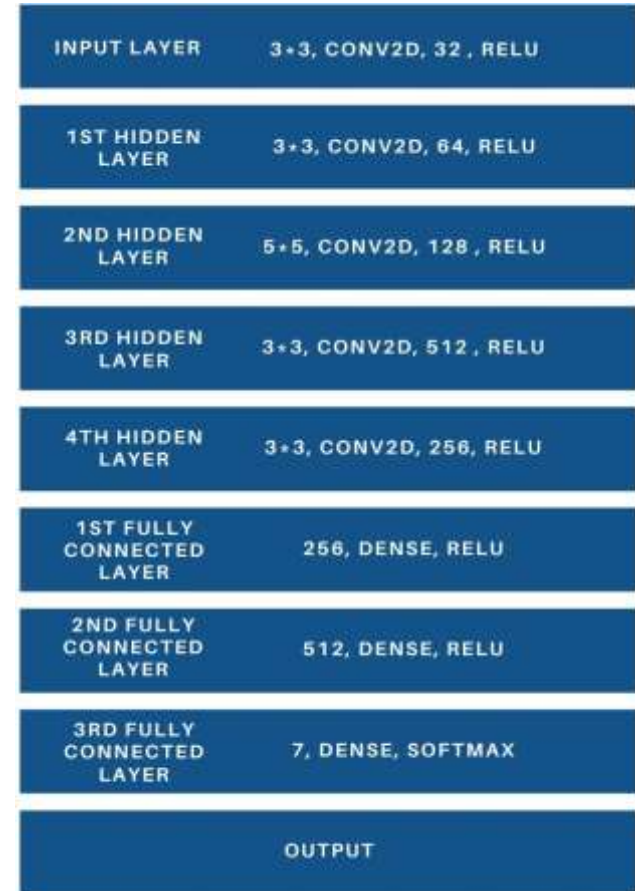 INPUT LAYER 3*3, CONV2D, 32 , RELU
1ST HIDDEN
LAYER
3*3, CONV2D, 64, RELU
2ND HIDDEN
LAYER
5*5, CONV2D, 128 , RELU
3RD HIDDEN
LAYER
3*3, CONV2D, 512 , RELU
4TH HIDDEN
LAYER
3*3, CONV2D, 256, RELU
1ST FULLY
CONNECTED
LAYER
256, DENSE, RELU
2ND FULLY
CONNECTED
LAYER
512, DENSE, RELU
3RD FULLY
CONNECTED
LAYER
7, DENSE, SOFTMAX
OUTPUT